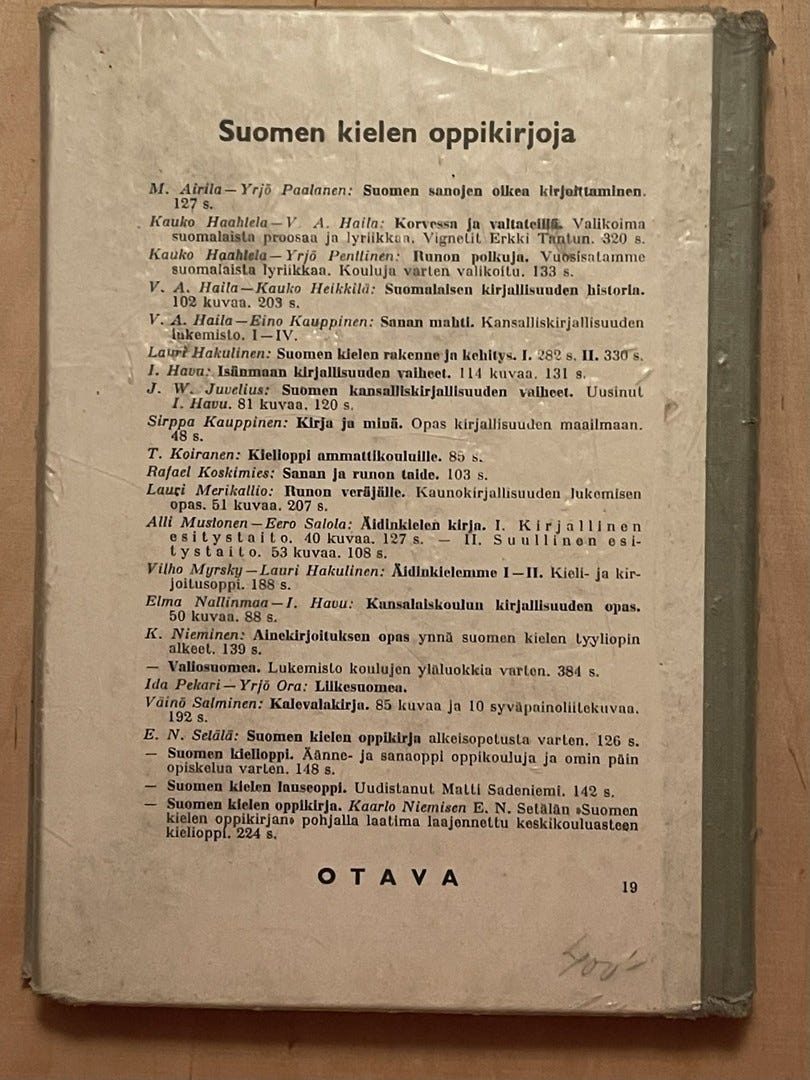 Suomen kielen oppikirjoja
M. Airila—Yrjö Paalanen: Suomen sanojen oikea kirjoittaminen.
127 s.
Kauko Haahtela—V. A. Haila: Korvessa ja valtateillä. Valikoima
suomalaista proosaa ja lyriikkaa. Vignetit Erkki Tantun. 320 s.
Kauko Haahtela—Yrjö Penttinen: Runon polkuja. Vuosisatamme
suomalaista lyriikkaa. Kouluja varten valikoitu. 133 s.
V. A. Haila—Kauko Heikkilä: Suomalaisen kirjallisuuden historia.
102 kuvaa. 203 s.
V. A. Haila—Eino Kauppinen: Sanan mahti. Kansalliskirjallisuuden
lukemisto. I—IV.
Lauri Hakulinen: Suomen kielen rakenne ja kehitys. I. 282 s. II. 330 s.
I. Havu: Isänmaan kirjallisuuden vaiheet. 114 kuvaa. 131 s.
J. W. Juvelius: Suomen kansalliskirjallisuuden vaiheet. Uusinut
I. Havu. 81 kuvaa. 120 s.
Sirppa Kauppinen: Kirja ja minä. Opas kirjallisuuden maailmaan.
48 s.
T. Koiranen: Kielioppi ammattikouluille. 85 s.
Rafael Koskimies: Sanan ja runon taide. 103 s.
Lauri Merikallio: Runon veräjälle. Kaunokirjallisuuden lukemisen
opas. 51 kuvaa. 207 s.
Alli Mustonen—Eero Salola: Äidinkielen kirja. I. Kirjallinen
esitystaito. 40 kuvaa. 127 s. — II. Suullinen esi-
tystaito. 53 kuvaa. 108 s.
Vilho Myrsky—Lauri Hakulinen: Äidinkielemme I—II. Kieli- ja kir-
joitusoppi. 188 s.
Elma Nallinmaa—I. Havu: Kansalaiskoulun kirjallisuuden opas.
50 kuvaa. 88 s.
K. Nieminen: Ainekirjoituksen opas ynnä suomen kielen tyyliopin
alkeet. 139 s.
— Valiosuomea. Lukemisto koulujen yläluokkia varten. 384 s.
Ida Pekari—Yrjö Ora: Liikesuomea.
Väinö Salminen: Kalevalakirja. 85 kuvaa ja 10 syväpainoliitekuvaa.
192 s.
E. N. Setälä: Suomen kielen oppikirja alkeisopetusta varten. 126 s.
— Suomen kielioppi. Äänne- ja sanaoppi oppikouluja ja omin päin
opiskelua varten. 148 s.
— Suomen kielen lauseoppi. Uudistanut Matti Sadeniemi. 142 s.
— Suomen kielen oppikirja. Kaarlo Niemisen E. N. Setälän »Suomen
kielen oppikirjan» pohjalla laatima laajennettu keskikouluasteen
kielioppi. 224 s.
OTAVA
19